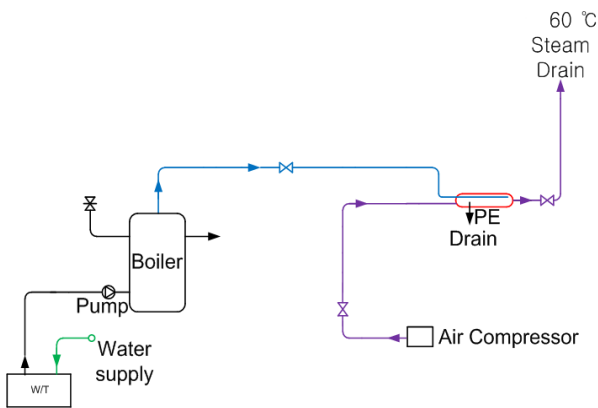 60 ℃
Steam
Drain
PE
Drain
Boiler
Pump
Air Compressor
Water
supply
W/T